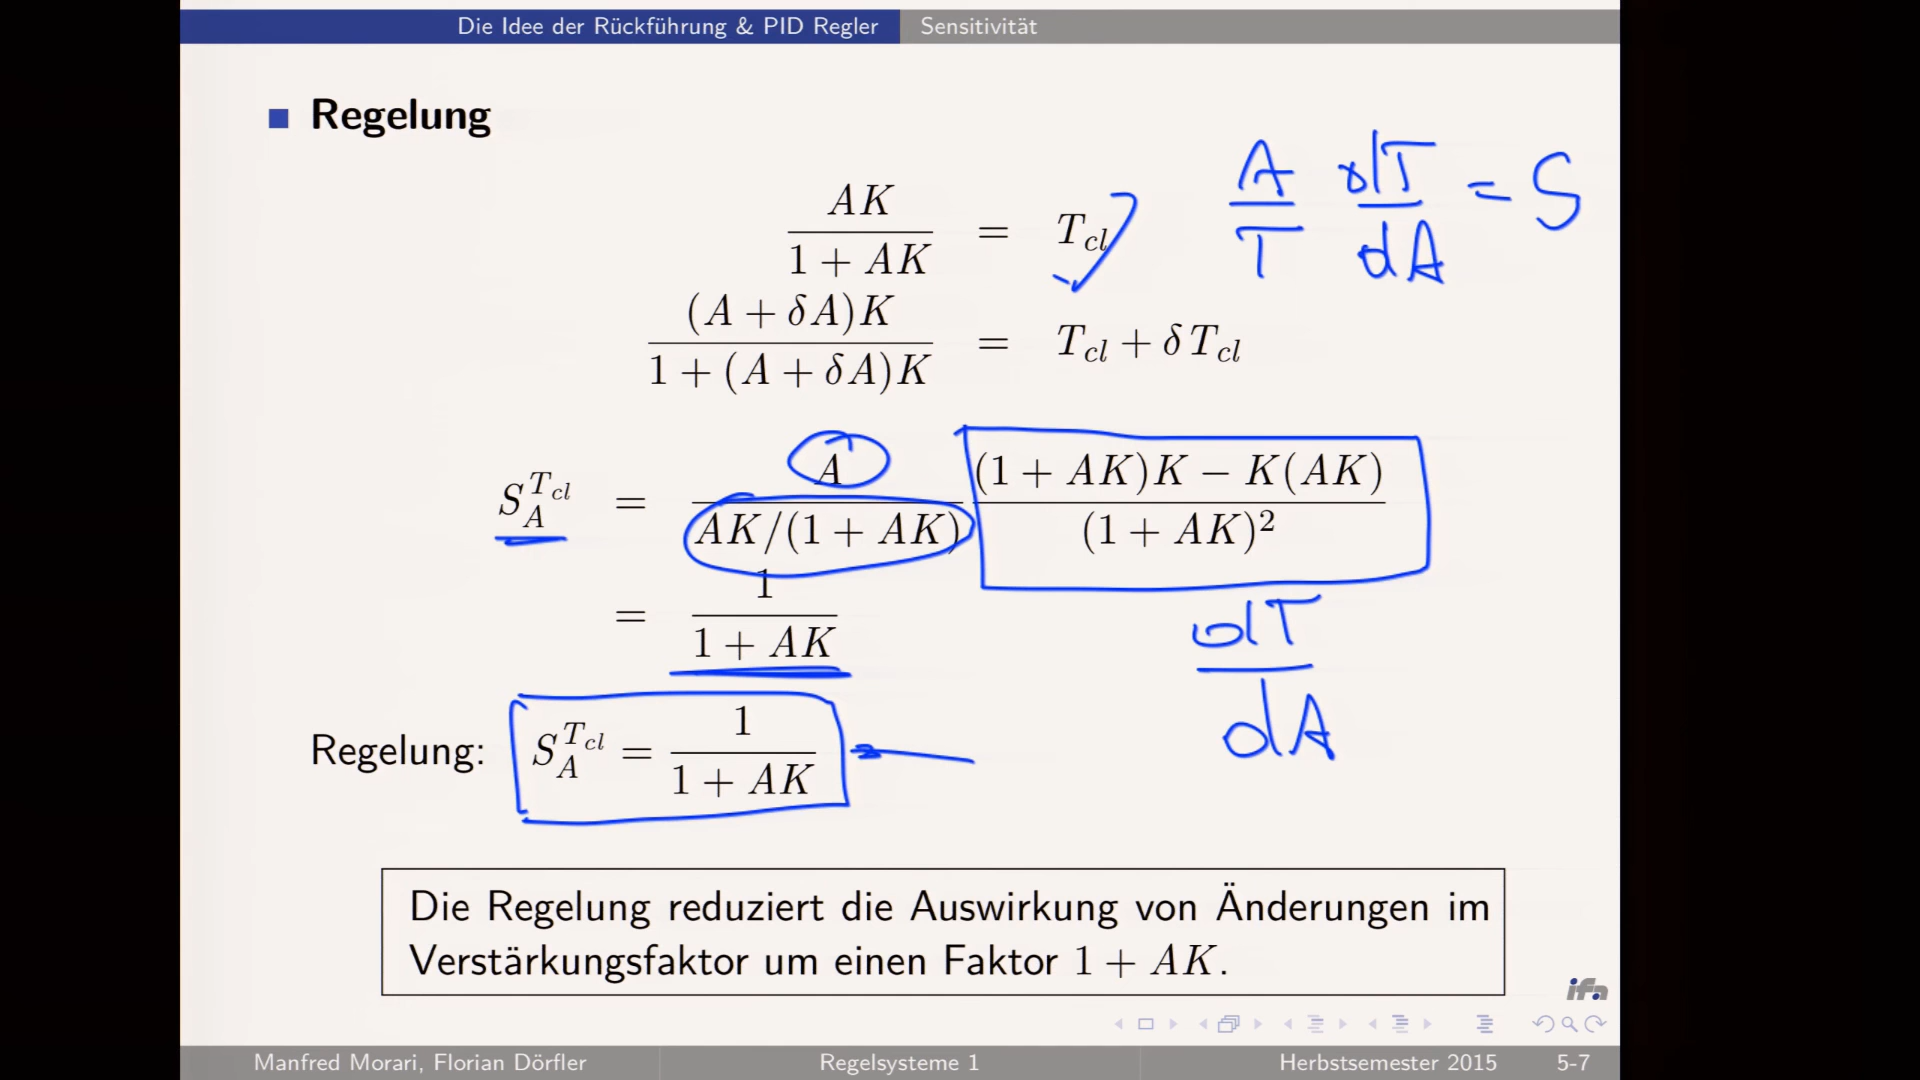 Die Idee der Rückführung & PID Regler Sensitivität
Regelung
AK / (1 + AK) = T_cl
A/T dT/dA = S
(A + δA)K / (1 + (A + δA)K) = T_cl + δT_cl
S_A^{T_cl} = A / (AK/(1 + AK)) ((1 + AK)K − K(AK)) / (1 + AK)²
= 1 / (1 + AK)
dT/dA
Regelung: S_A^{T_cl} = 1 / (1 + AK)
Die Regelung reduziert die Auswirkung von Änderungen im
Verstärkungsfaktor um einen Faktor 1 + AK.
ifa
Manfred Morari, Florian Dörfler Regelsysteme 1 Herbstsemester 2015 5-7